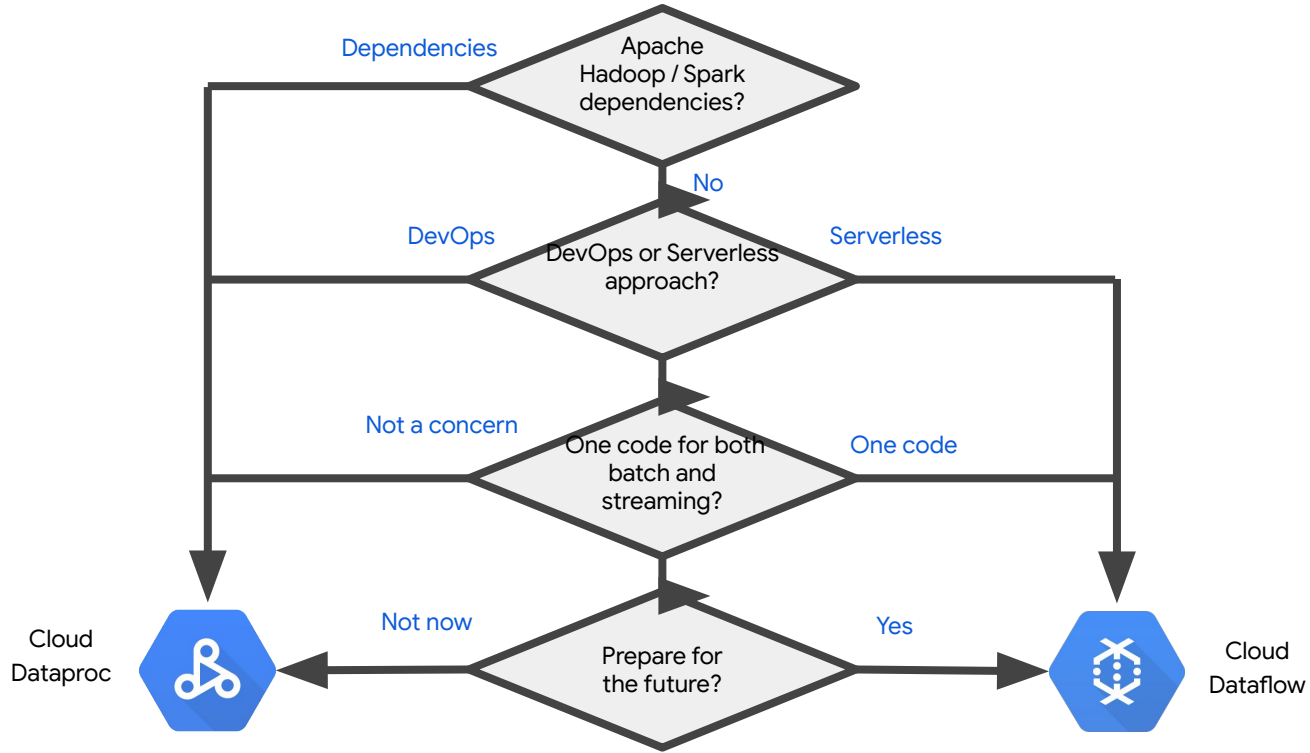 Dependencies
Apache
Hadoop / Spark
dependencies?
No
DevOps
DevOps or Serverless
approach?
Serverless
Not a concern
One code for both
batch and
streaming?
One code
Cloud
Dataproc
Not now
Prepare for
the future?
Yes
Cloud
Dataflow